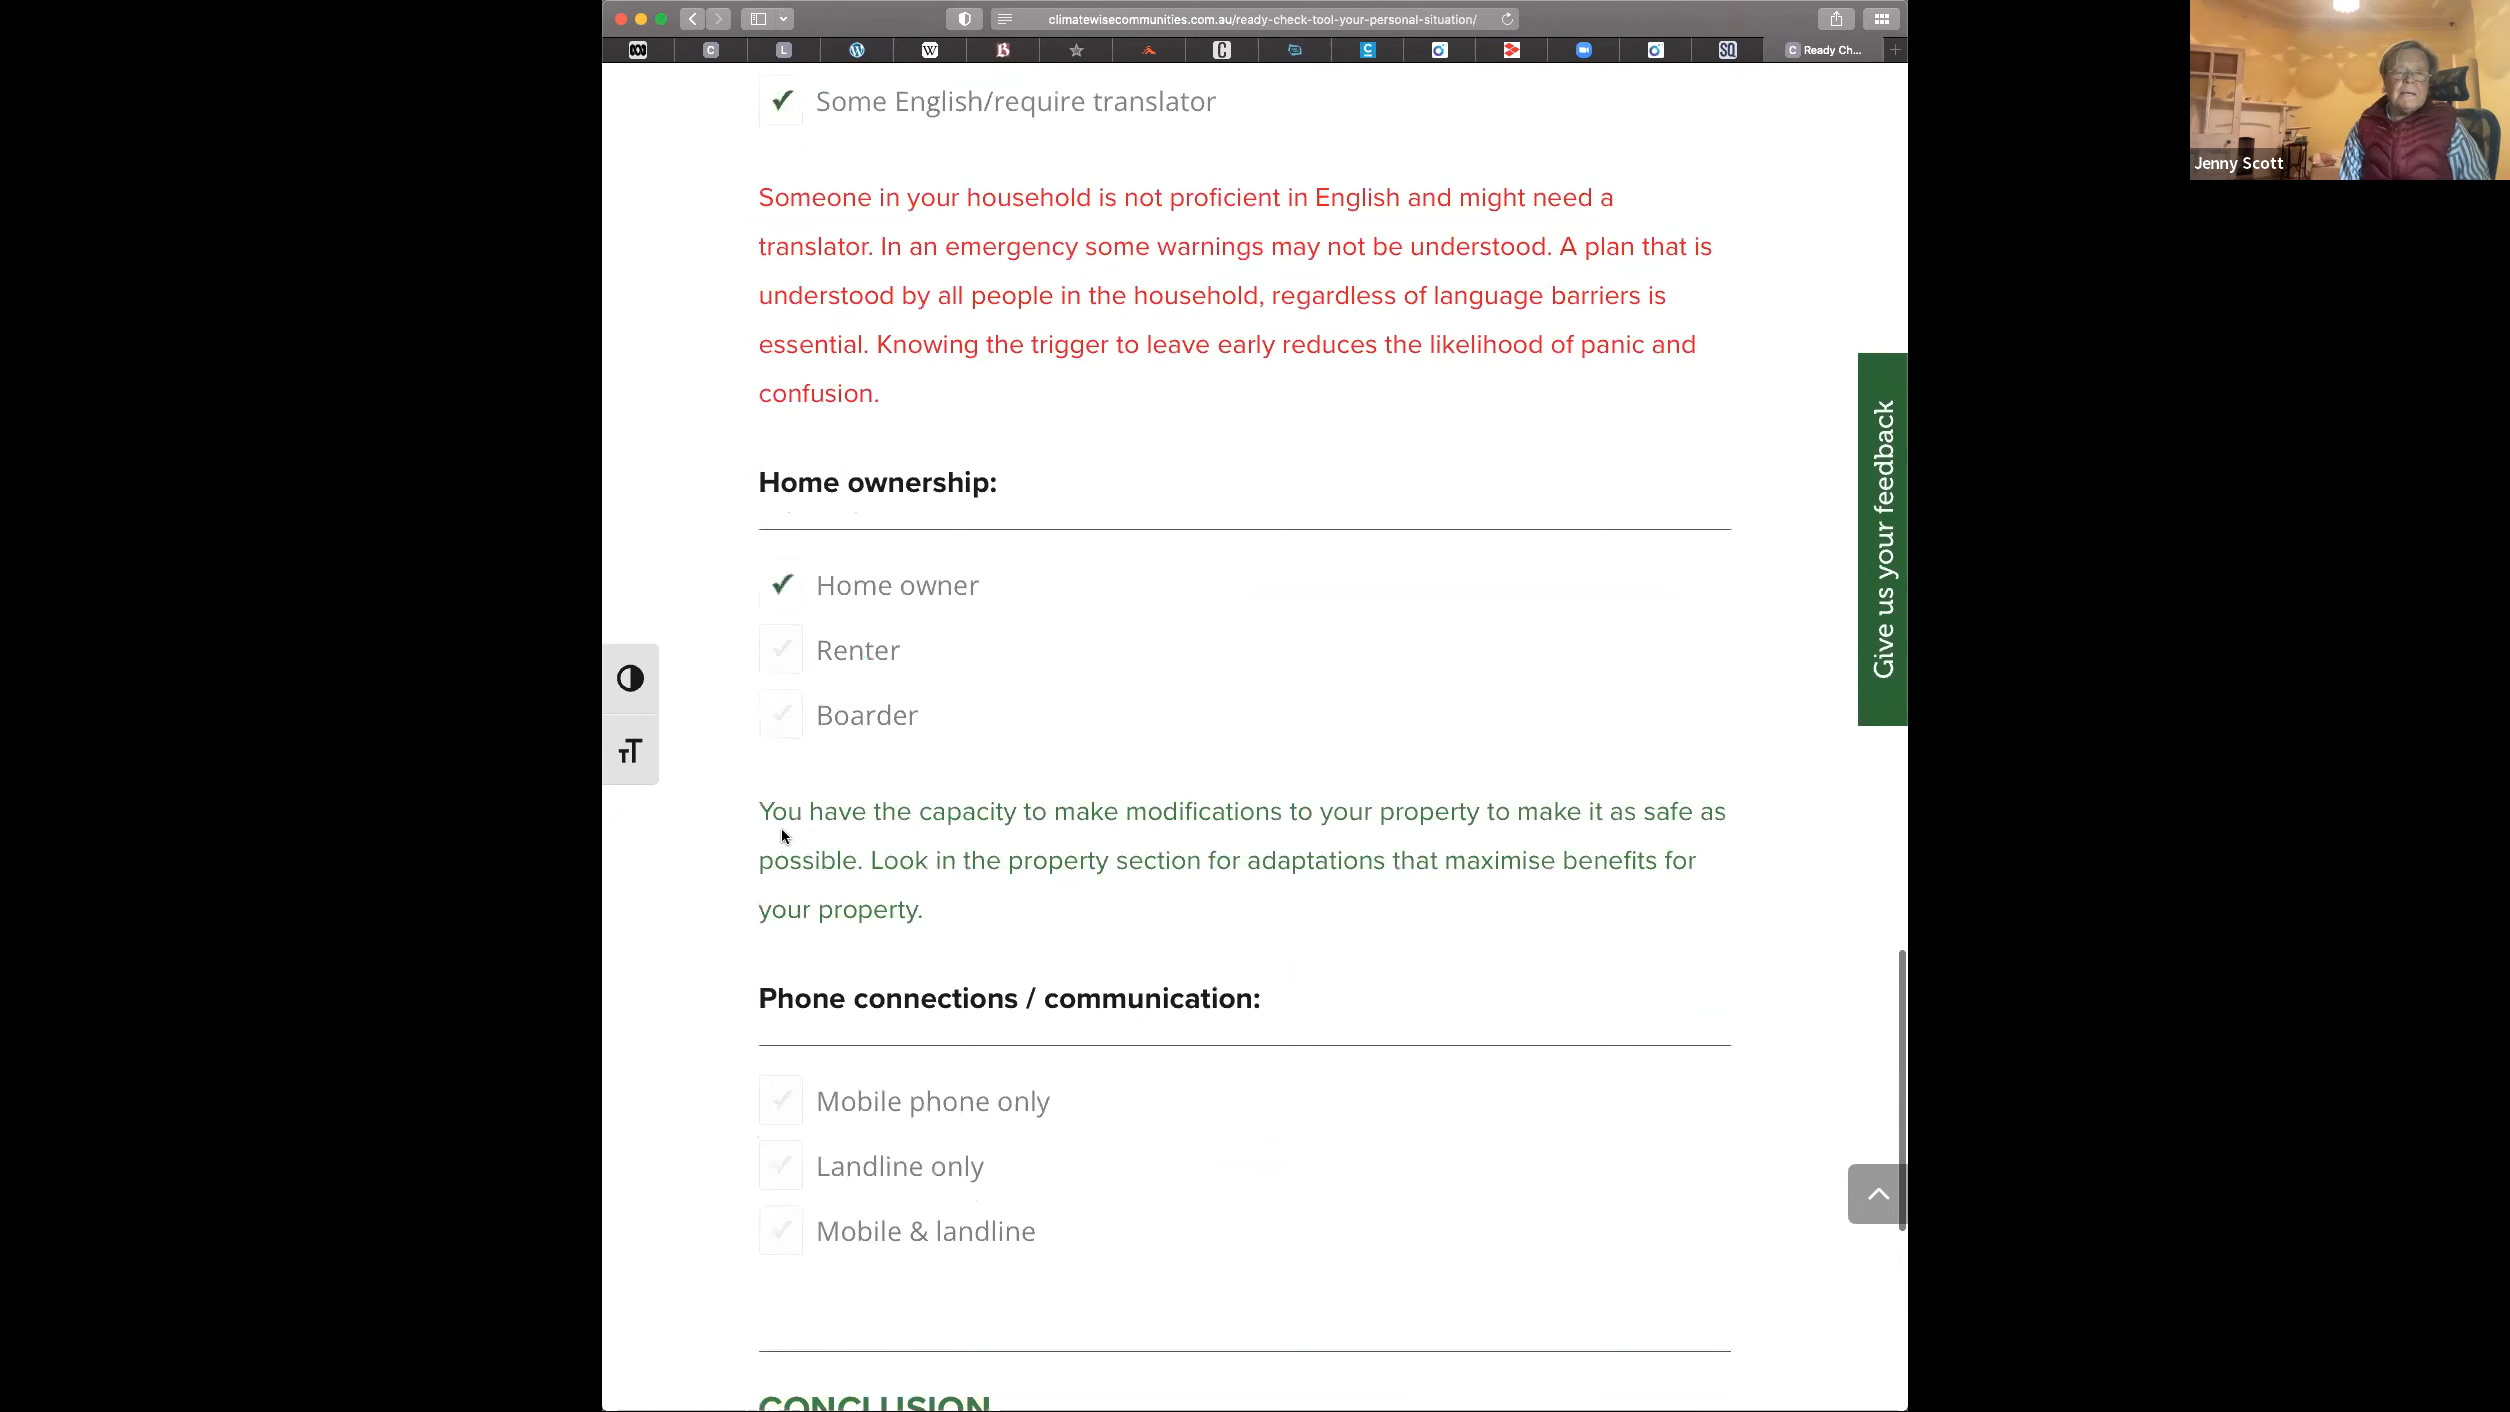 climatewisecommunities.com.au/ready-check-tool-your-personal-situation/
C
L
W
B
C
C
SQ
C Ready Ch...
Some English/require translator
Someone in your household is not proficient in English and might need a
translator. In an emergency some warnings may not be understood. A plan that is
understood by all people in the household, regardless of language barriers is
essential. Knowing the trigger to leave early reduces the likelihood of panic and
confusion.
Home ownership:
Home owner
Renter
Boarder
You have the capacity to make modifications to your property to make it as safe as
possible. Look in the property section for adaptations that maximise benefits for
your property.
Phone connections / communication:
Mobile phone only
Landline only
Mobile & landline
CONCLUSION
Give us your feedback
TT
Jenny Scott